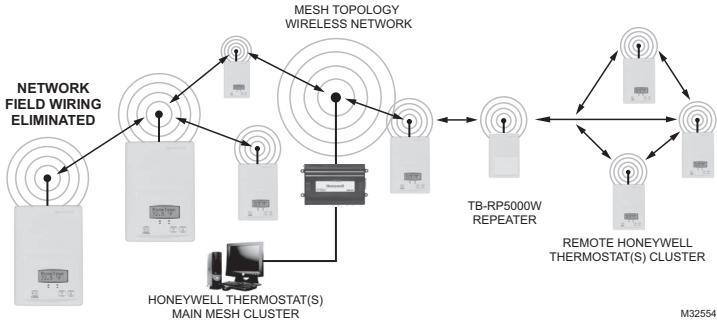 MESH TOPOLOGY
WIRELESS NETWORK
NETWORK
FIELD WIRING
ELIMINATED
Honeywell
TB-RP5000W
REPEATER
REMOTE HONEYWELL
THERMOSTAT(S) CLUSTER
HONEYWELL THERMOSTAT(S)
MAIN MESH CLUSTER
M32554